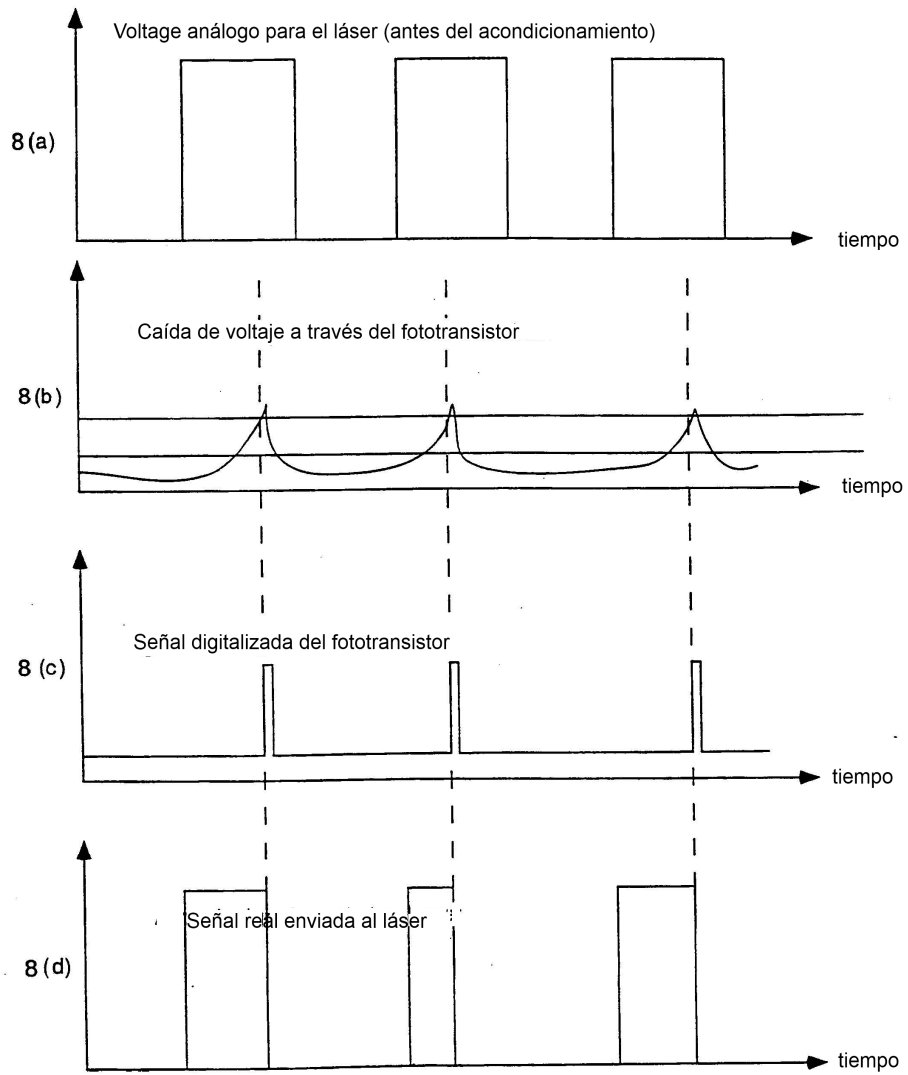 Voltage análogo para el láser (antes del acondicionamiento)
8(a)
tiempo
Caída de voltaje a través del fototransistor
8(b)
tiempo
Señal digitalizada del fototransistor
8 (c)
tiempo
Señal real enviada al láser
8(d)
tiempo